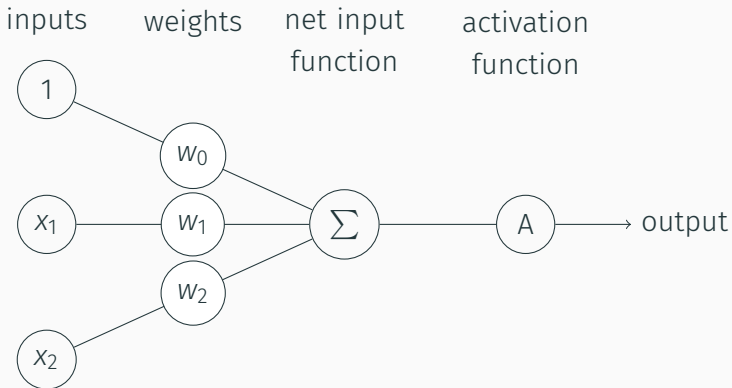 inputs
weights
net input
function
activation
function
1
w0
x1
w1
∑
A
output
w2
x2